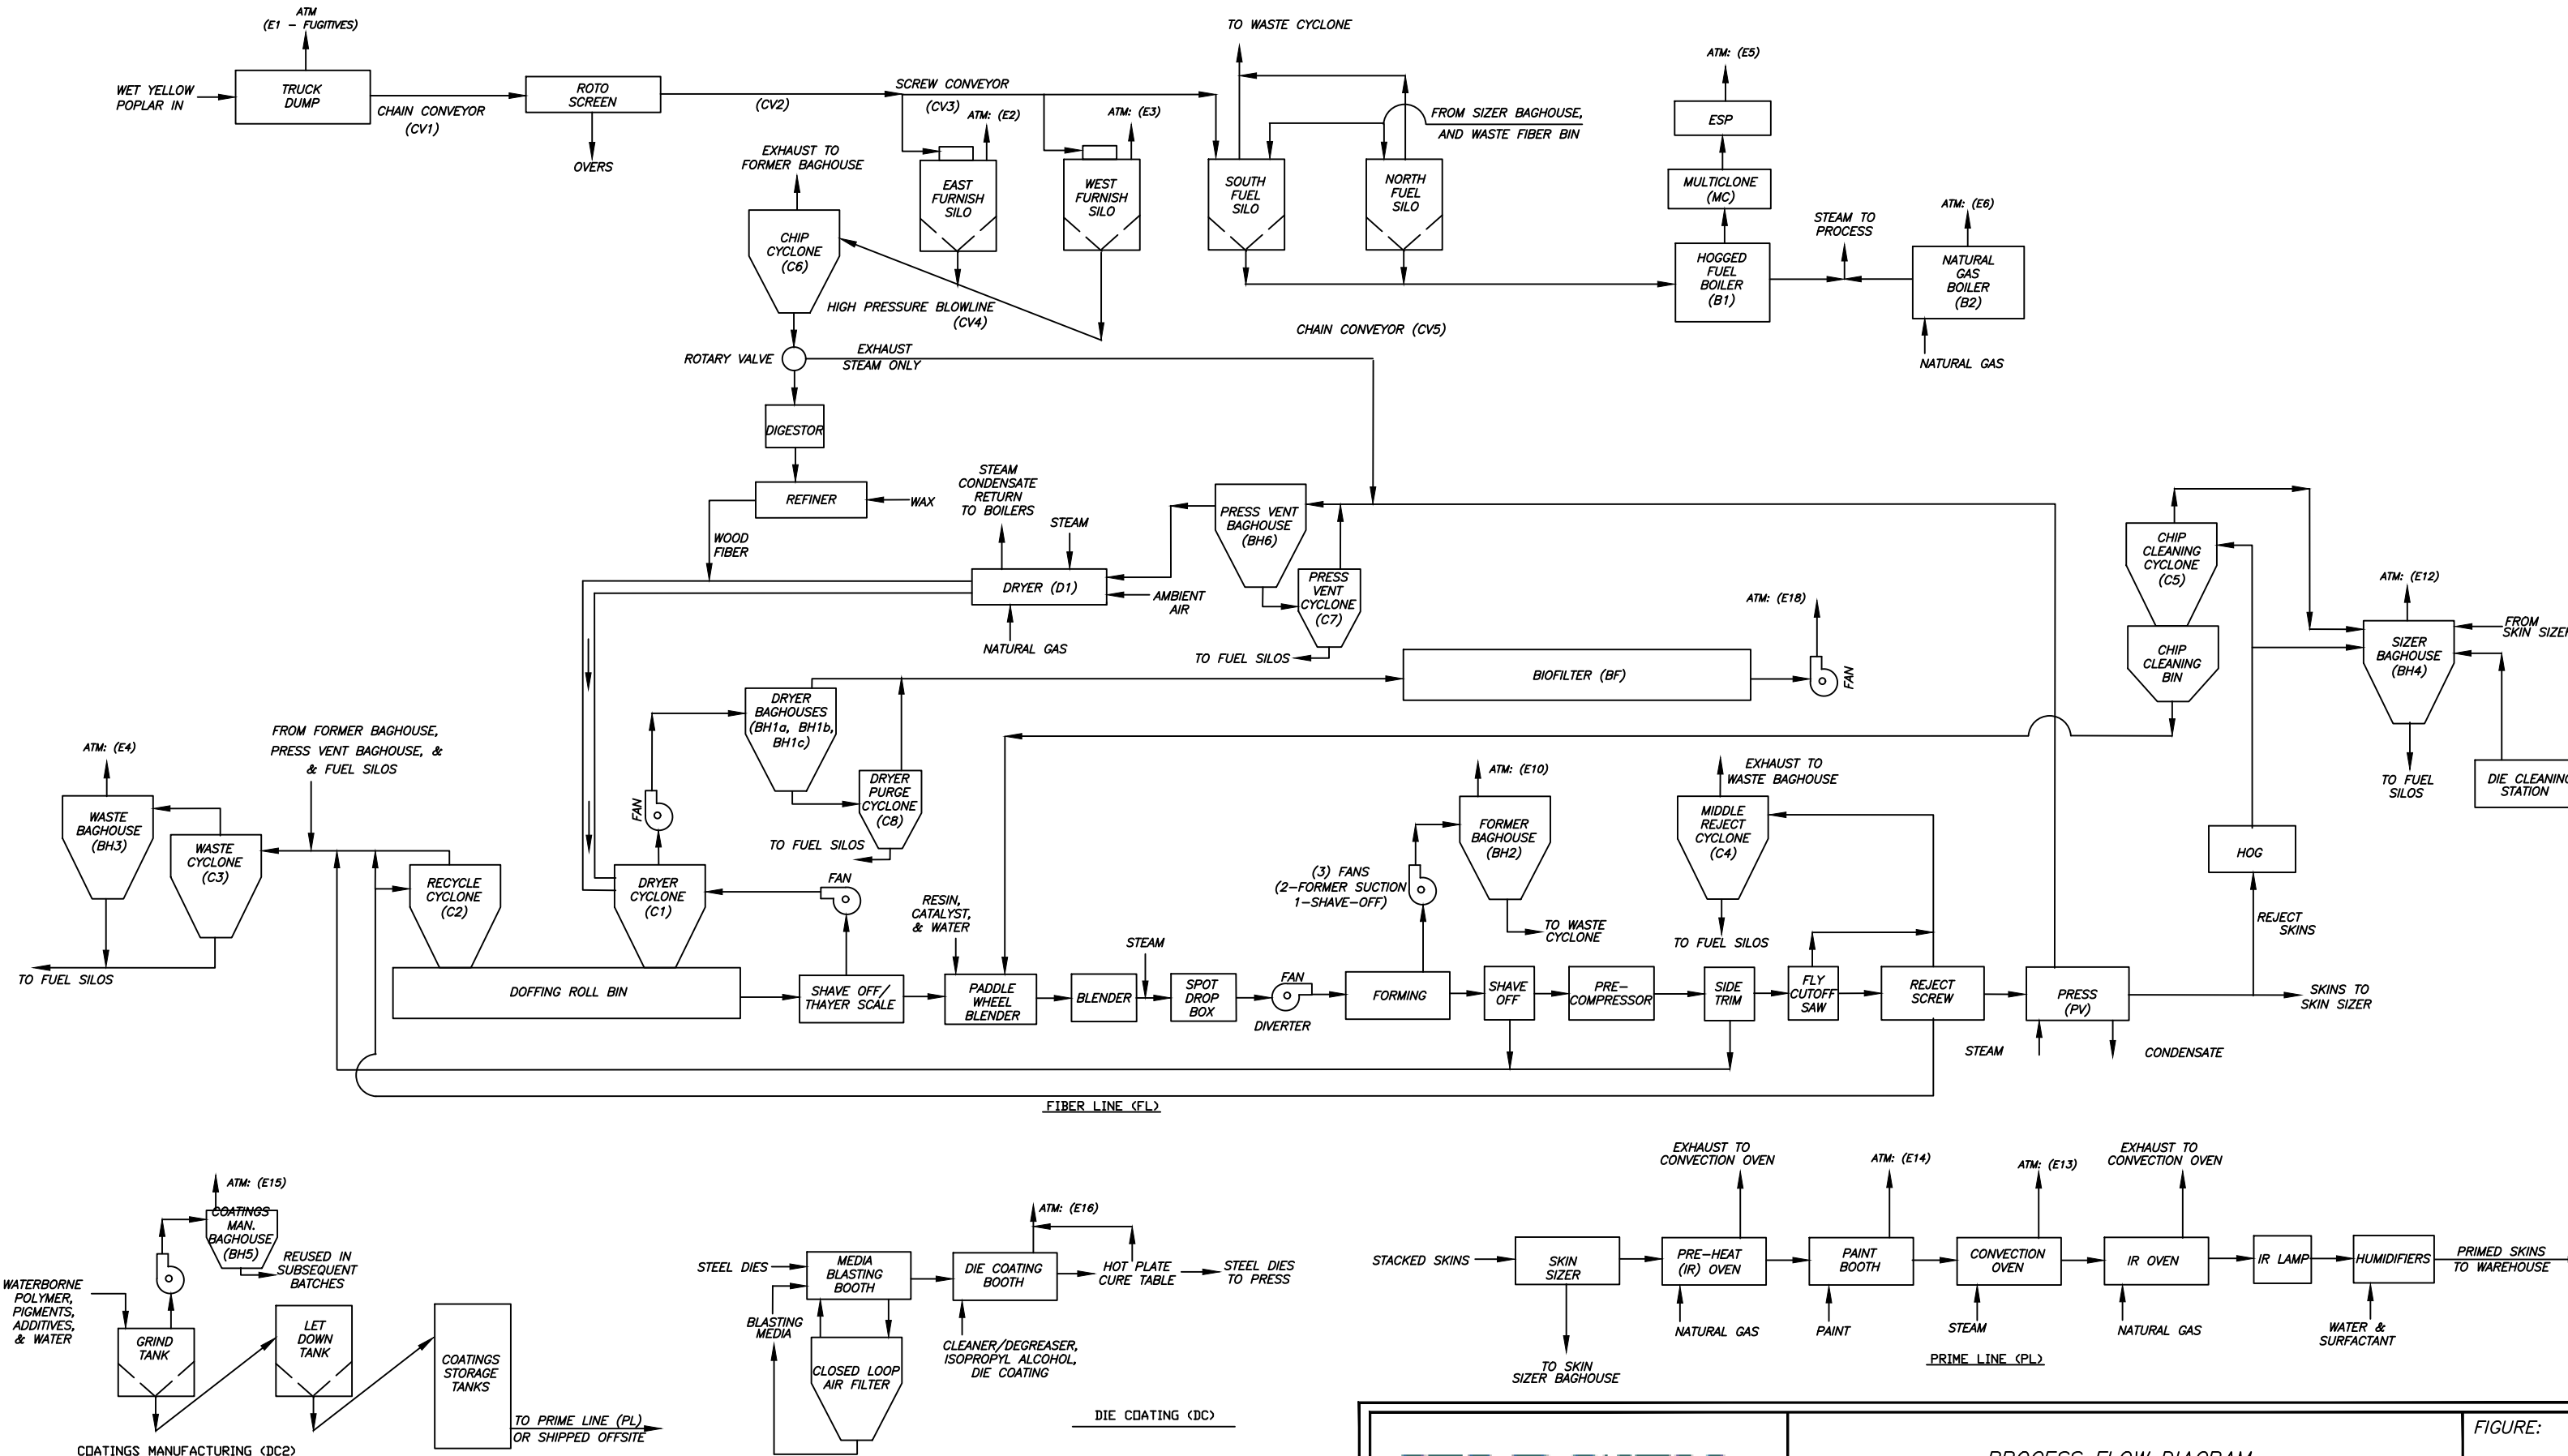 ATM
(E1 - FUGITIVES)
WET YELLOW
POPLAR IN
TRUCK
DUMP
CHAIN CONVEYOR
(CV1)
ROTO
SCREEN
OVERS
(CV2)
SCREW CONVEYOR
(CV3)
ATM: (E2)
ATM: (E3)
TO WASTE CYCLONE
FROM SIZER BAGHOUSE,
AND WASTE FIBER BIN
EXHAUST TO
FORMER BAGHOUSE
CHIP
CYCLONE
(C6)
EAST
FURNISH
SILO
WEST
FURNISH
SILO
SOUTH
FUEL
SILO
NORTH
FUEL
SILO
HIGH PRESSURE BLOWLINE
(CV4)
CHAIN CONVEYOR (CV5)
ATM: (E5)
ESP
MULTICLONE
(MC)
HOGGED
FUEL
BOILER
(B1)
STEAM TO
PROCESS
ATM: (E6)
NATURAL
GAS
BOILER
(B2)
NATURAL GAS
ROTARY VALVE
EXHAUST
STEAM ONLY
DIGESTOR
REFINER
WAX
WOOD
FIBER
STEAM
CONDENSATE
RETURN
TO BOILERS
STEAM
DRYER (D1)
AMBIENT
AIR
NATURAL GAS
PRESS VENT
BAGHOUSE
(BH6)
PRESS
VENT
CYCLONE
(C7)
TO FUEL SILOS
CHIP
CLEANING
CYCLONE
(C5)
CHIP
CLEANING
BIN
ATM: (E12)
SIZER
BAGHOUSE
(BH4)
FROM
SKIN SIZER
TO FUEL
SILOS
DIE CLEANING
STATION
BIOFILTER (BF)
ATM: (E18)
FAN
DRYER
BAGHOUSES
(BH1a, BH1b,
BH1c)
DRYER
PURGE
CYCLONE
(C8)
TO FUEL SILOS
FAN
FROM FORMER BAGHOUSE,
PRESS VENT BAGHOUSE, &
& FUEL SILOS
ATM: (E4)
WASTE
BAGHOUSE
(BH3)
WASTE
CYCLONE
(C3)
TO FUEL SILOS
RECYCLE
CYCLONE
(C2)
DRYER
CYCLONE
(C1)
FAN
DOFFING ROLL BIN
SHAVE OFF/
THAYER SCALE
RESIN,
CATALYST,
& WATER
PADDLE
WHEEL
BLENDER
BLENDER
STEAM
SPOT
DROP
BOX
FAN
DIVERTER
FORMING
(3) FANS
(2-FORMER SUCTION
1-SHAVE-OFF)
ATM: (E10)
FORMER
BAGHOUSE
(BH2)
TO WASTE
CYCLONE
EXHAUST TO
WASTE BAGHOUSE
MIDDLE
REJECT
CYCLONE
(C4)
TO FUEL SILOS
SHAVE
OFF
PRE-
COMPRESSOR
SIDE
TRIM
FLY
CUTOFF
SAW
REJECT
SCREW
PRESS
(PV)
STEAM
CONDENSATE
HOG
REJECT
SKINS
SKINS TO
SKIN SIZER
FIBER LINE (FL)
ATM: (E15)
COATINGS
MAN.
BAGHOUSE
(BH5)
REUSED IN
SUBSEQUENT
BATCHES
WATERBORNE
POLYMER,
PIGMENTS,
ADDITIVES,
& WATER
GRIND
TANK
LET
DOWN
TANK
COATINGS
STORAGE
TANKS
TO PRIME LINE (PL)
OR SHIPPED OFFSITE
COATINGS MANUFACTURING (DC2)
STEEL DIES
MEDIA
BLASTING
BOOTH
BLASTING
MEDIA
CLOSED LOOP
AIR FILTER
DIE COATING
BOOTH
ATM: (E16)
HOT PLATE
CURE TABLE
STEEL DIES
TO PRESS
CLEANER/DEGREASER,
ISOPROPYL ALCOHOL,
DIE COATING
DIE COATING (DC)
STACKED SKINS
SKIN
SIZER
TO SKIN
SIZER BAGHOUSE
EXHAUST TO
CONVECTION OVEN
PRE-HEAT
(IR) OVEN
NATURAL GAS
ATM: (E14)
PAINT
BOOTH
PAINT
ATM: (E13)
CONVECTION
OVEN
STEAM
EXHAUST TO
CONVECTION OVEN
IR OVEN
NATURAL GAS
IR LAMP
HUMIDIFIERS
WATER &
SURFACTANT
PRIMED SKINS
TO WAREHOUSE
PRIME LINE (PL)
PROCESS FLOW DIAGRAM
FIGURE: